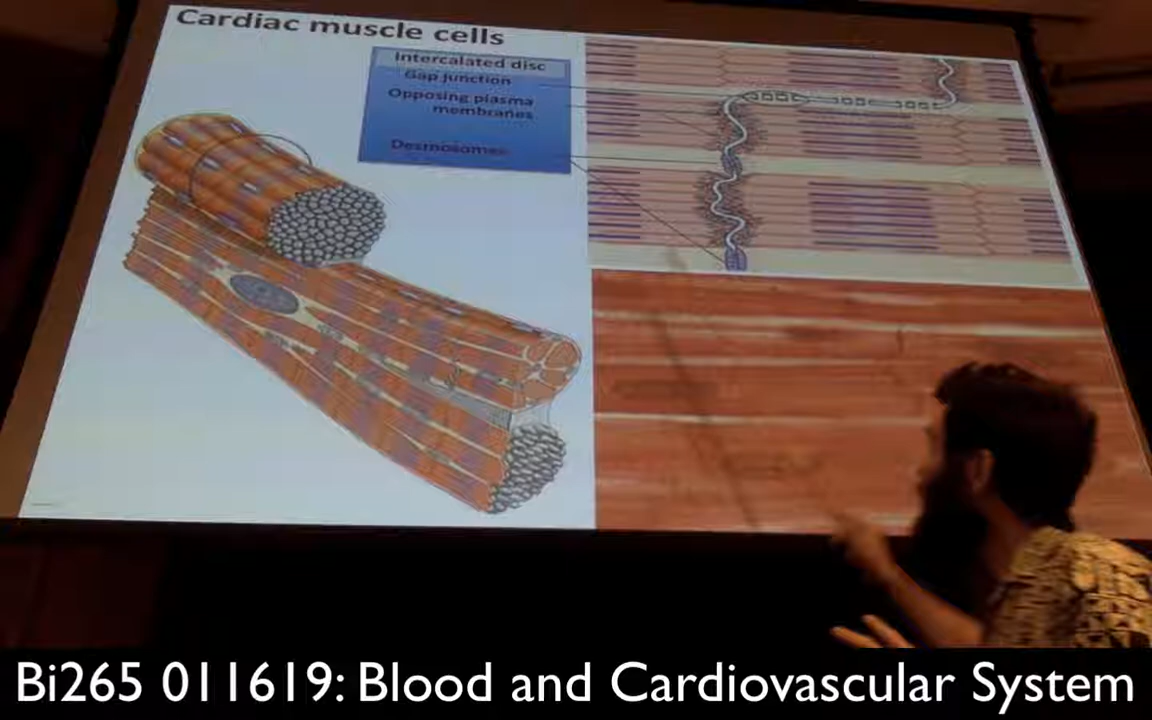 Cardiac muscle cells
Intercalated disc
Gap junction
Opposing plasma
membranes
Desmosomes
Bi265 011619: Blood and Cardiovascular System